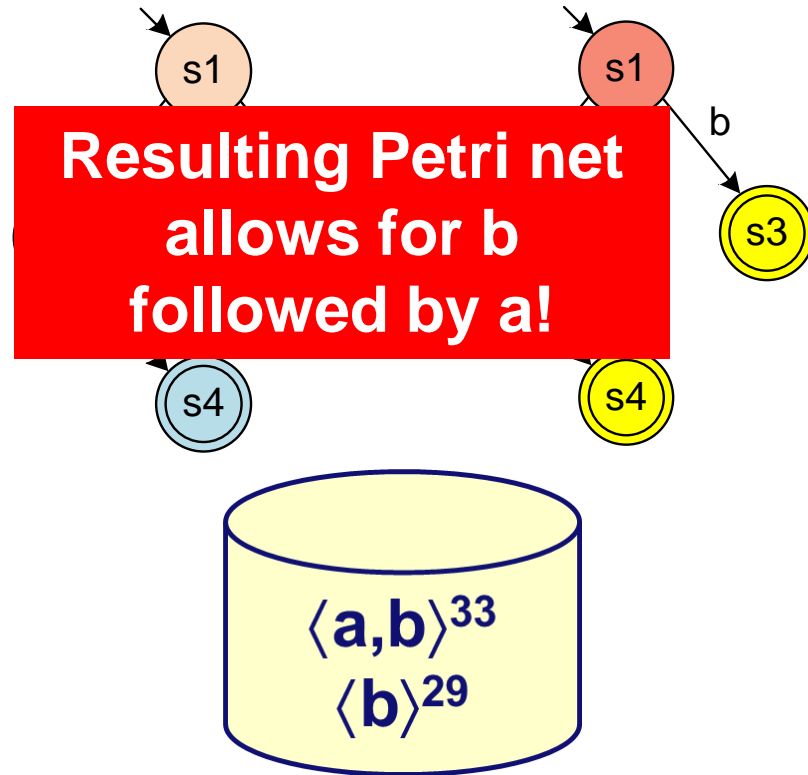 s1
s1
b
Resulting Petri net
allows for b
followed by a!
s3
s4
s4
⟨a,b⟩³³
⟨b⟩²⁹